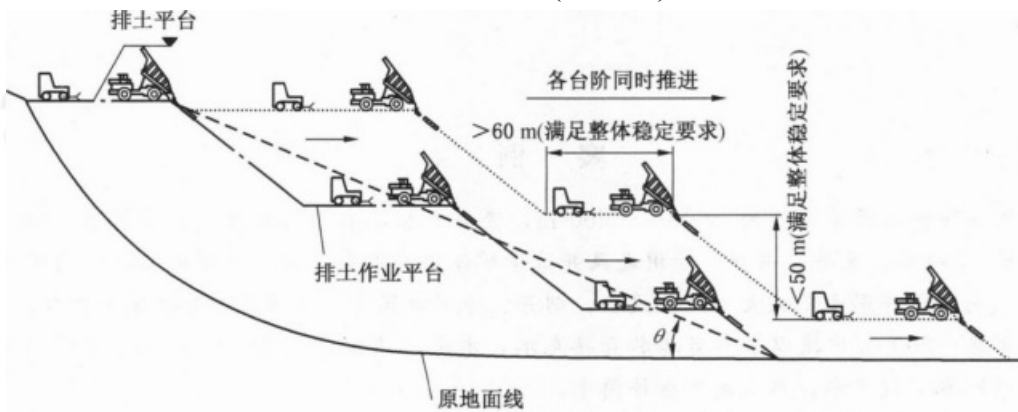 排土平台
各台阶同时推进
>60 m(满足整体稳定要求)
<50 m(满足整体稳定要求)
排土作业平台
θ
原地面线